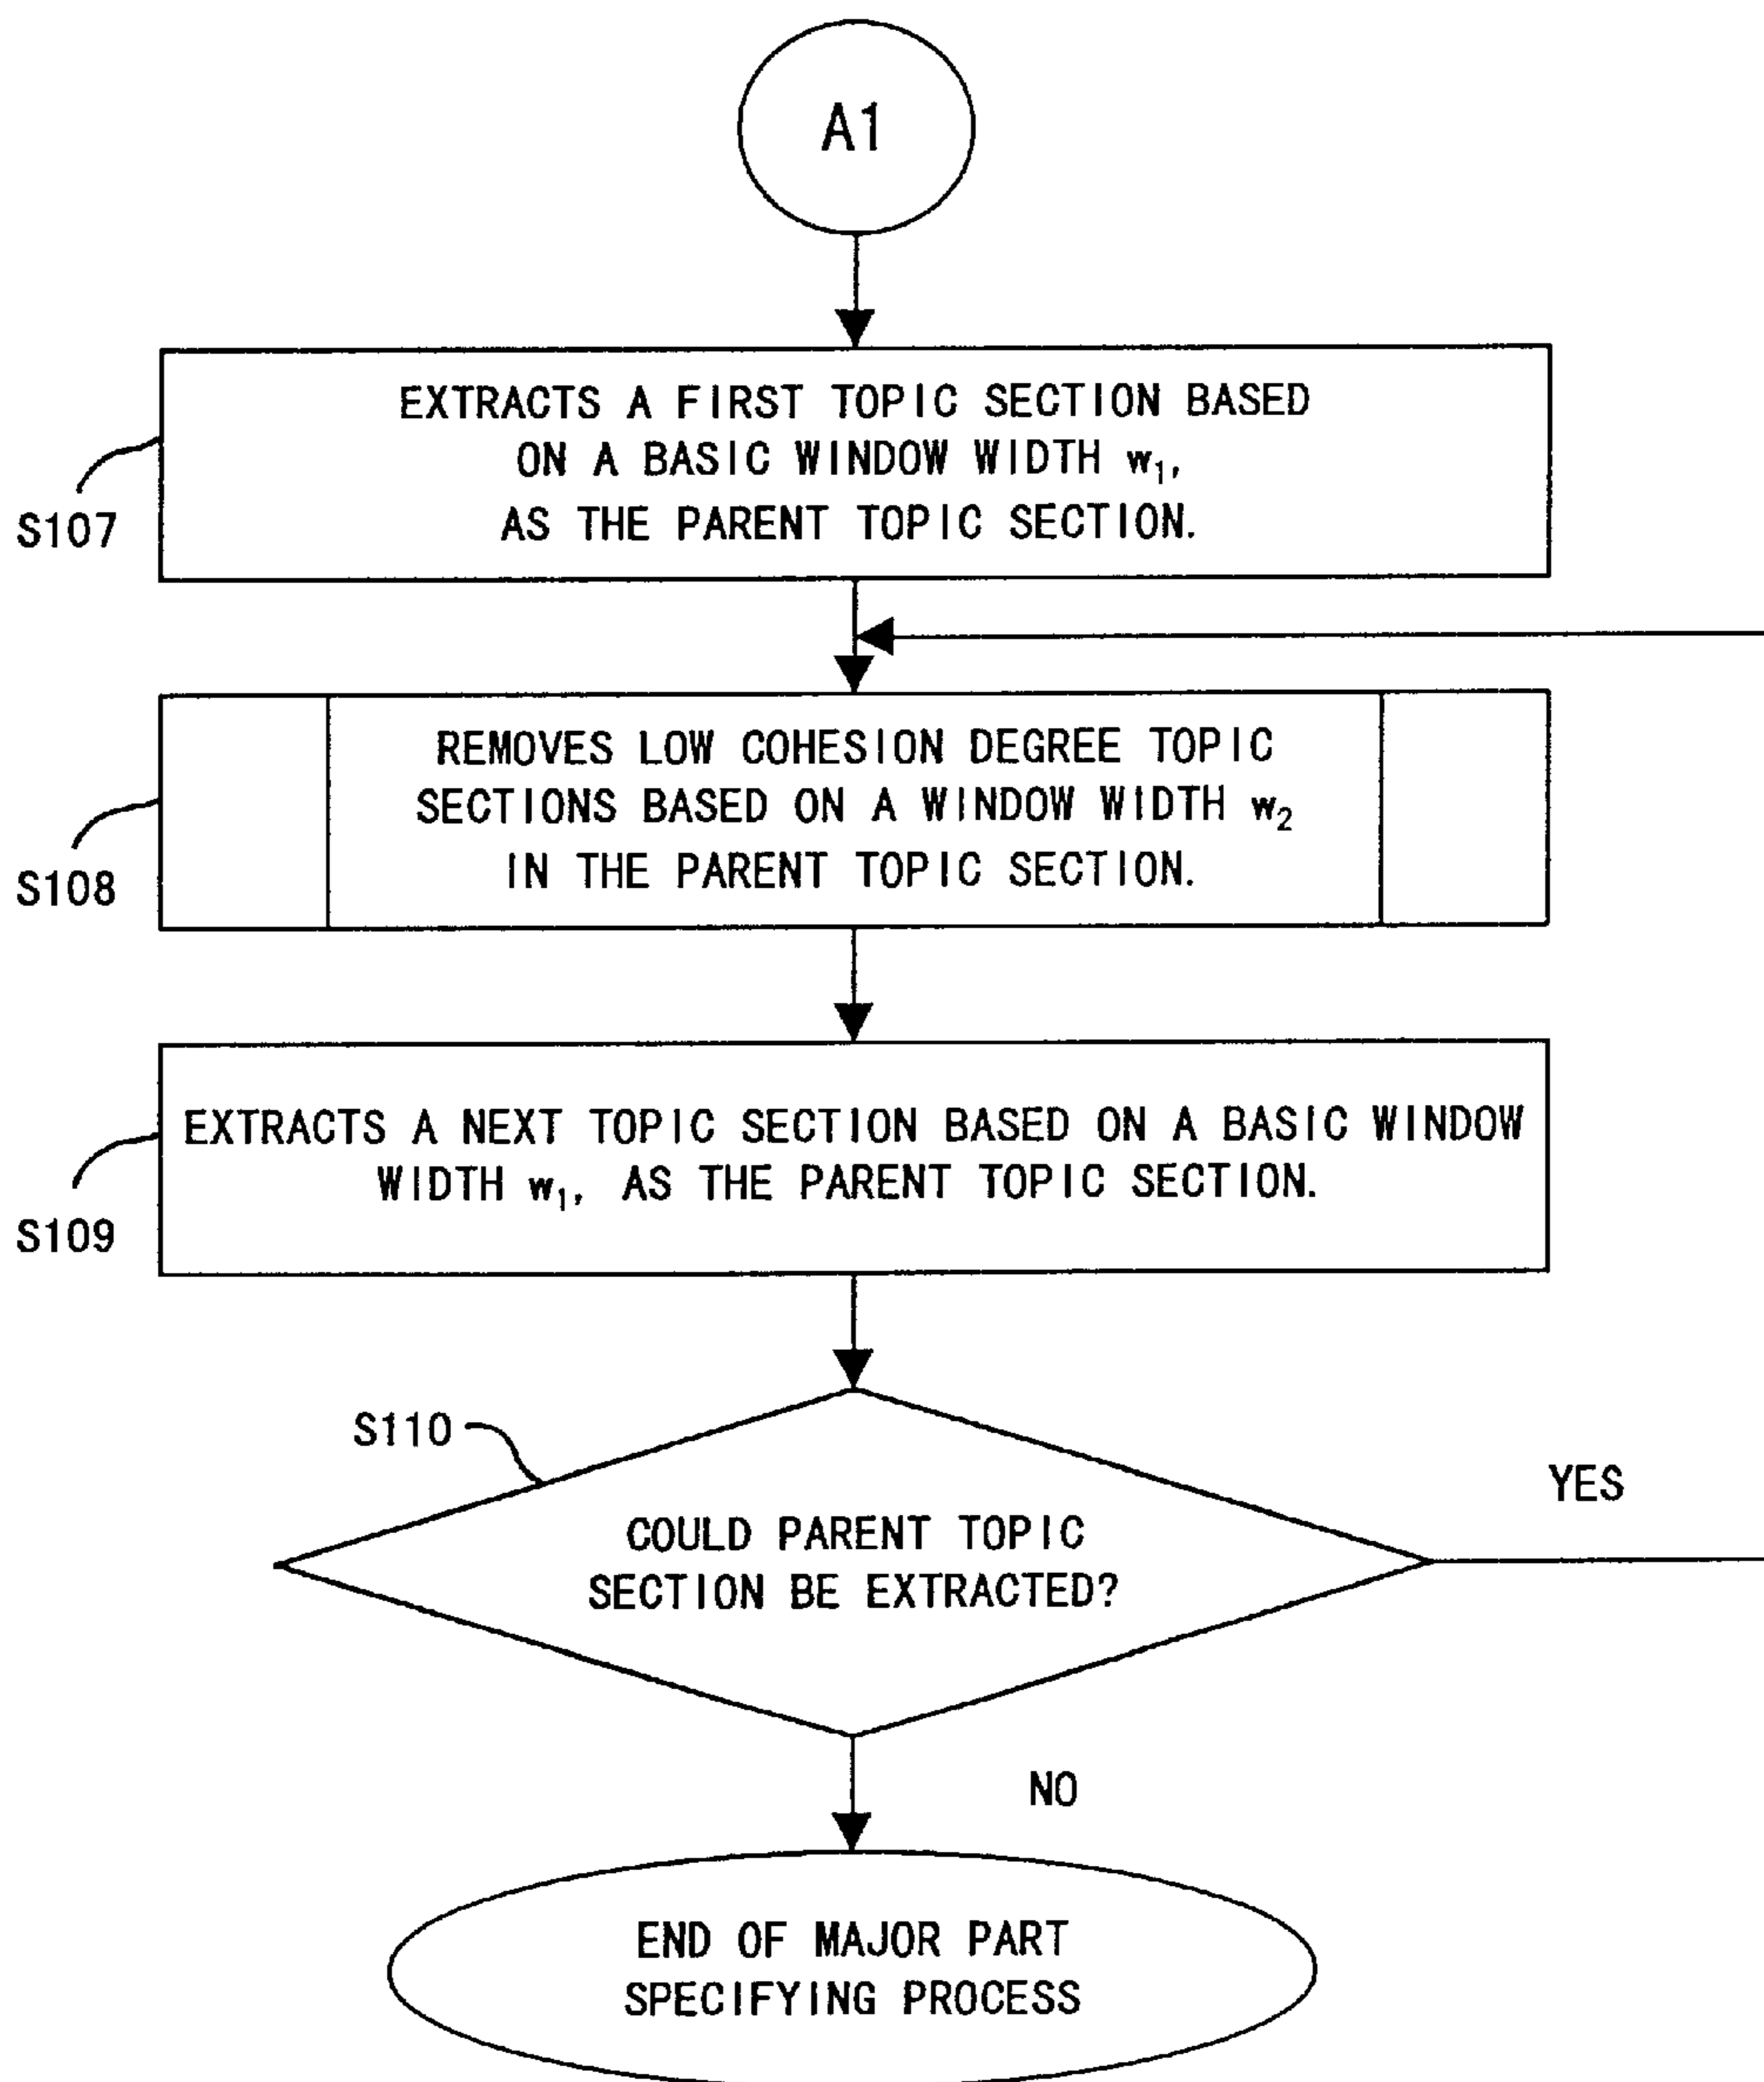 A1
EXTRACTS A FIRST TOPIC SECTION BASED
ON A BASIC WINDOW WIDTH w₁,
AS THE PARENT TOPIC SECTION.
S107
REMOVES LOW COHESION DEGREE TOPIC
SECTIONS BASED ON A WINDOW WIDTH w₂
IN THE PARENT TOPIC SECTION.
S108
EXTRACTS A NEXT TOPIC SECTION BASED ON A BASIC WINDOW
WIDTH w₁, AS THE PARENT TOPIC SECTION.
S109
S110
YES
COULD PARENT TOPIC
SECTION BE EXTRACTED?
NO
END OF MAJOR PART
SPECIFYING PROCESS